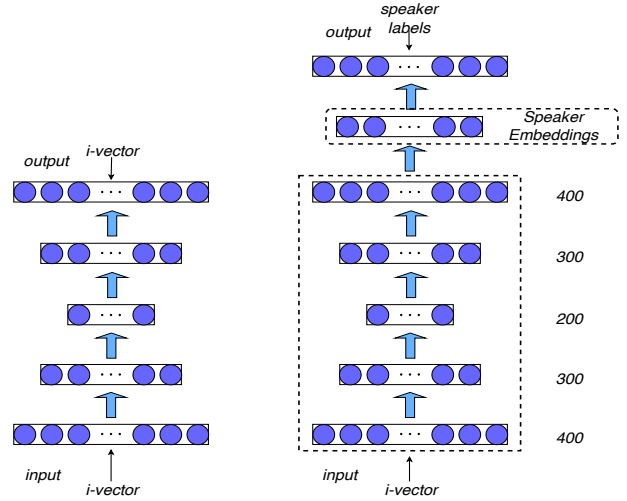 output
i-vector
input
i-vector
speaker
labels
output
Speaker
Embeddings
400
300
200
300
400
input
i-vector